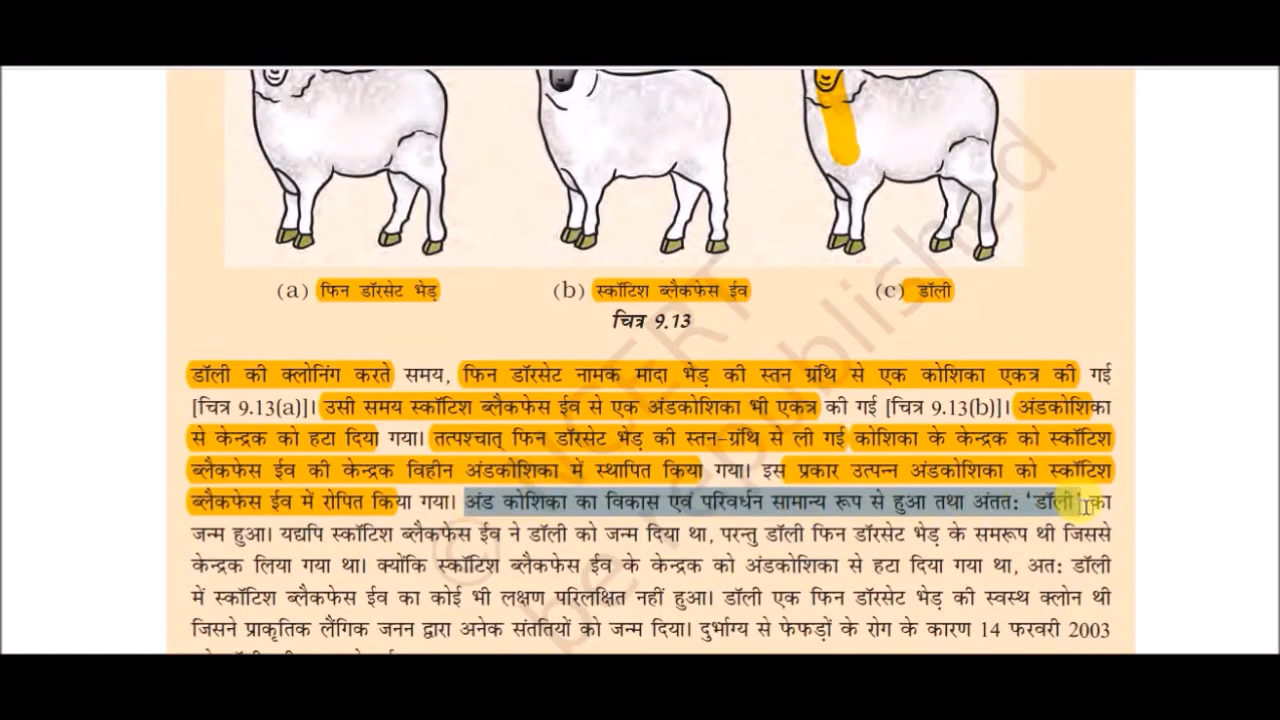 (a) फिन डॉरसेट भेड़ (b) स्कॉटिश ब्लैकफेस ईव (c) डॉली
चित्र 9.13
डॉली की क्लोनिंग करते समय, फिन डॉरसेट नामक मादा भेड़ की स्तन ग्रंथि से एक कोशिका एकत्र की गई
[चित्र 9.13(a)]। उसी समय स्कॉटिश ब्लैकफेस ईव से एक अंडकोशिका भी एकत्र की गई [चित्र 9.13(b)]। अंडकोशिका
से केन्द्रक को हटा दिया गया। तत्पश्चात् फिन डॉरसेट भेड़ की स्तन-ग्रंथि से ली गई कोशिका के केन्द्रक को स्कॉटिश
ब्लैकफेस ईव की केन्द्रक विहीन अंडकोशिका में स्थापित किया गया। इस प्रकार उत्पन्न अंडकोशिका को स्कॉटिश
ब्लैकफेस ईव में रोपित किया गया। अंड कोशिका का विकास एवं परिवर्धन सामान्य रूप से हुआ तथा अंतत: 'डॉली' का
जन्म हुआ। यद्यपि स्कॉटिश ब्लैकफेस ईव ने डॉली को जन्म दिया था, परन्तु डॉली फिन डॉरसेट भेड़ के समरूप थी जिससे
केन्द्रक लिया गया था। क्योंकि स्कॉटिश ब्लैकफेस ईव के केन्द्रक को अंडकोशिका से हटा दिया गया था, अत: डॉली
में स्कॉटिश ब्लैकफेस ईव का कोई भी लक्षण परिलक्षित नहीं हुआ। डॉली एक फिन डॉरसेट भेड़ की स्वस्थ क्लोन थी
जिसने प्राकृतिक लैंगिक जनन द्वारा अनेक संततियों को जन्म दिया। दुर्भाग्य से फेफड़ों के रोग के कारण 14 फरवरी 2003
© NCERT
be republished